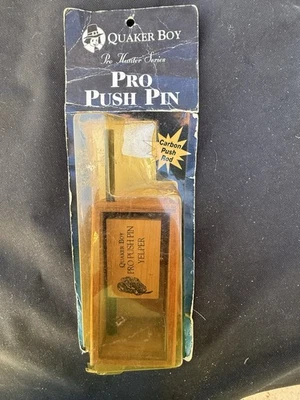 QUAKER BOY
Pro Hunter Series
PRO
PUSH PIN
Carbon
Push
Rod
QUAKER BOY
PRO PUSH PIN
YELPER